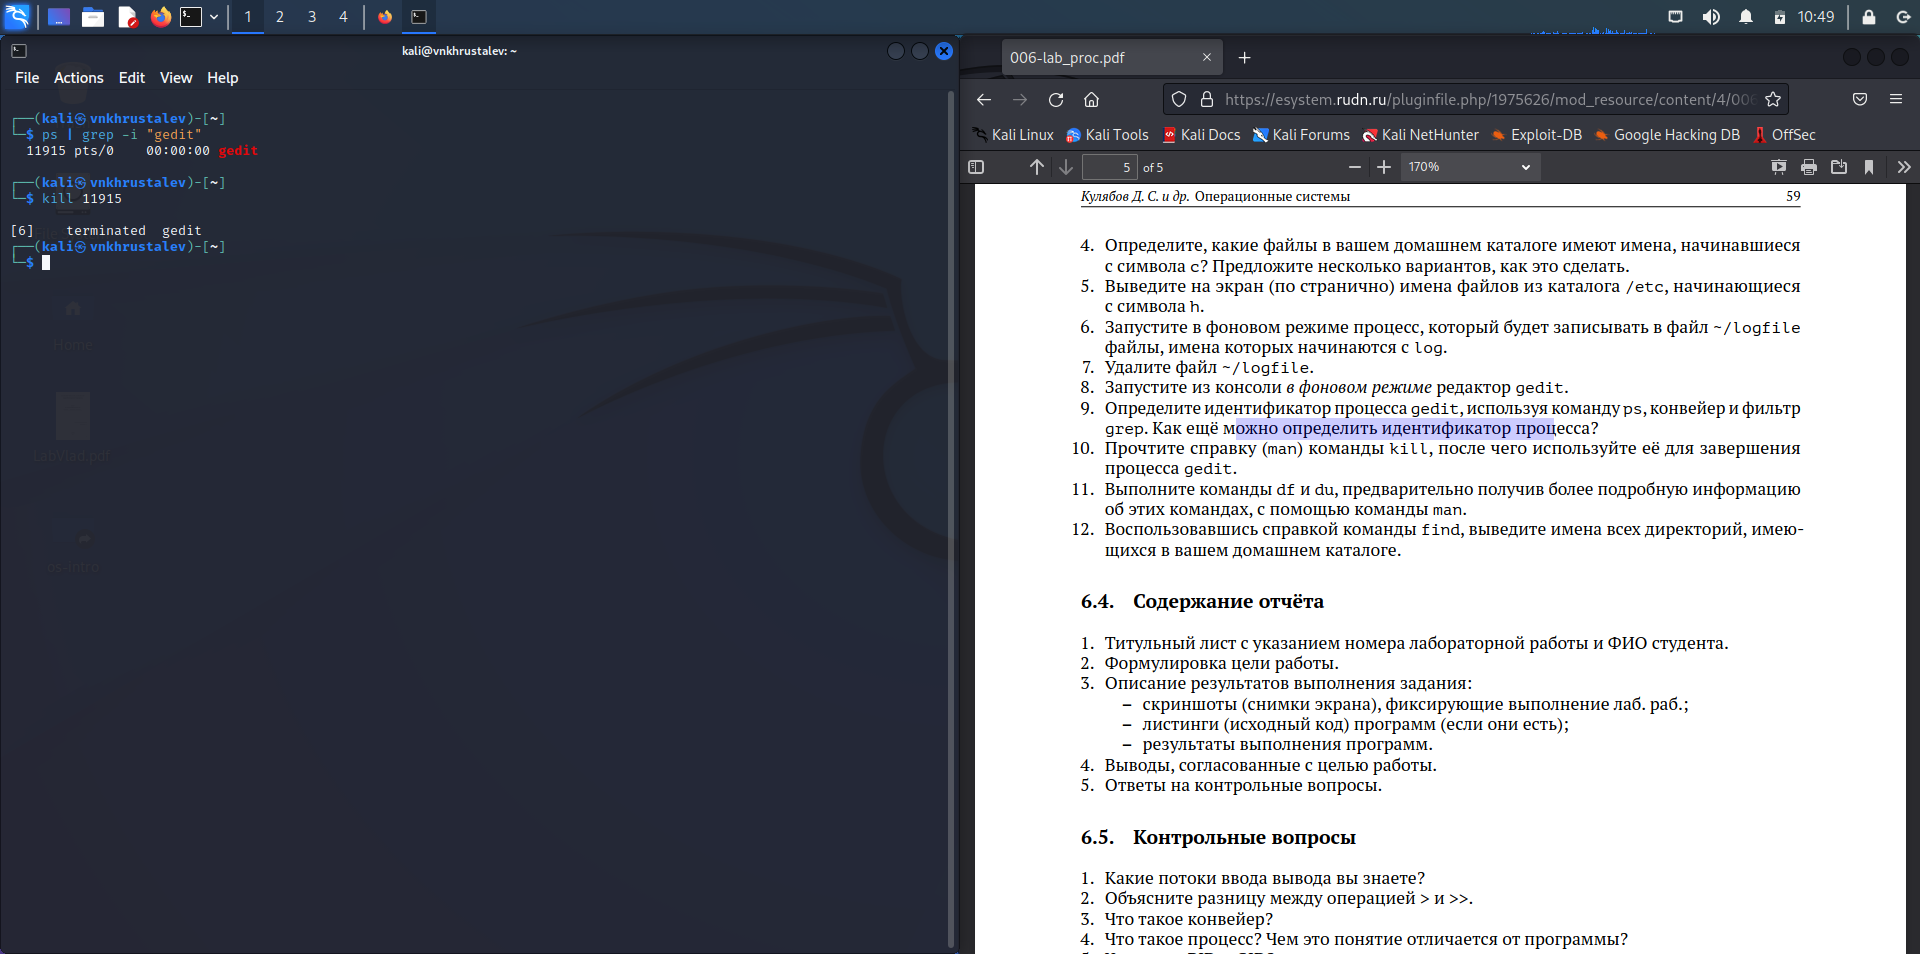 1 2 3 4
10:49
kali@vnkhrustalev: ~
File Actions Edit View Help
┌──(kali㉿vnkhrustalev)-[~]
└─$ ps | grep -i "gedit"
11915 pts/0 00:00:00 gedit
┌──(kali㉿vnkhrustalev)-[~]
└─$ kill 11915
[6] terminated gedit
┌──(kali㉿vnkhrustalev)-[~]
└─$
Home
LabVlad.pdf
os-intro
006-lab_proc.pdf
https://esystem.rudn.ru/pluginfile.php/1975626/mod_resource/content/4/006
Kali Linux Kali Tools Kali Docs Kali Forums Kali NetHunter Exploit-DB Google Hacking DB OffSec
5 of 5 170%
Кулябов Д. С. и др. Операционные системы 59
4. Определите, какие файлы в вашем домашнем каталоге имеют имена, начинавшиеся
с символа c? Предложите несколько вариантов, как это сделать.
5. Выведите на экран (по странично) имена файлов из каталога /etc, начинающиеся
с символа h.
6. Запустите в фоновом режиме процесс, который будет записывать в файл ~/logfile
файлы, имена которых начинаются с log.
7. Удалите файл ~/logfile.
8. Запустите из консоли в фоновом режиме редактор gedit.
9. Определите идентификатор процесса gedit, используя команду ps, конвейер и фильтр
grep. Как ещё можно определить идентификатор процесса?
10. Прочтите справку (man) команды kill, после чего используйте её для завершения
процесса gedit.
11. Выполните команды df и du, предварительно получив более подробную информацию
об этих командах, с помощью команды man.
12. Воспользовавшись справкой команды find, выведите имена всех директорий, имею-
щихся в вашем домашнем каталоге.
6.4. Содержание отчёта
1. Титульный лист с указанием номера лабораторной работы и ФИО студента.
2. Формулировка цели работы.
3. Описание результатов выполнения задания:
– скриншоты (снимки экрана), фиксирующие выполнение лаб. раб.;
– листинги (исходный код) программ (если они есть);
– результаты выполнения программ.
4. Выводы, согласованные с целью работы.
5. Ответы на контрольные вопросы.
6.5. Контрольные вопросы
1. Какие потоки ввода вывода вы знаете?
2. Объясните разницу между операцией > и >>.
3. Что такое конвейер?
4. Что такое процесс? Чем это понятие отличается от программы?